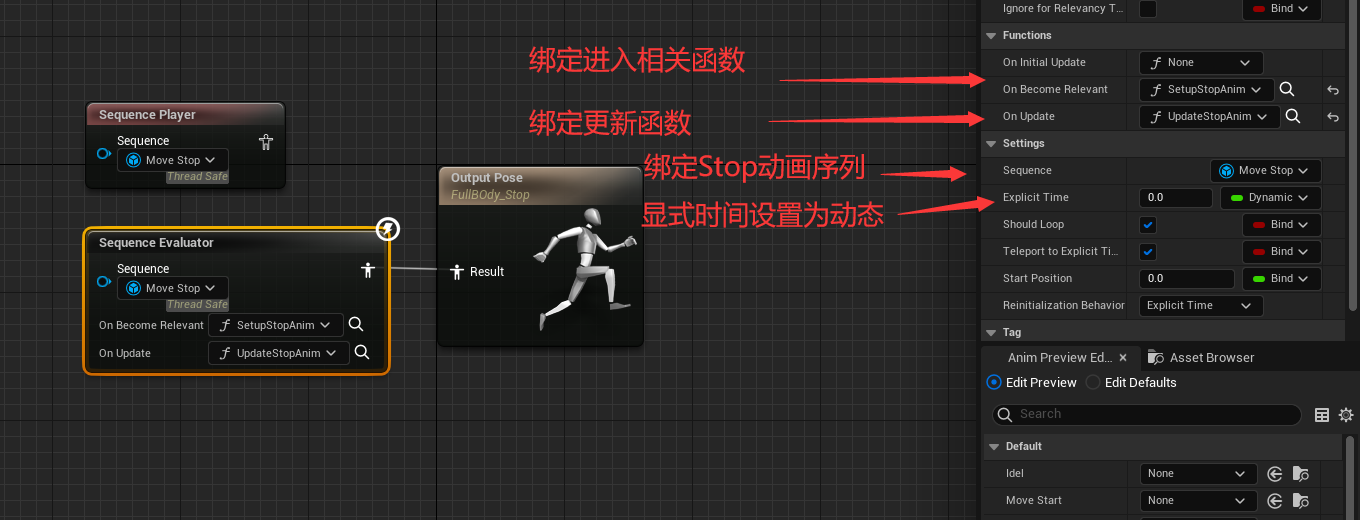 Sequence Player
Sequence
Move Stop
Thread Safe
Sequence Evaluator
Sequence
Move Stop
Thread Safe
On Become Relevant SetupStopAnim
On Update UpdateStopAnim
Output Pose
FullBOdy_Stop
Result
绑定进入相关函数
绑定更新函数
绑定Stop动画序列
显式时间设置为动态
Ignore for Relevancy T... Bind
Functions
On Initial Update None
On Become Relevant SetupStopAnim
On Update UpdateStopAnim
Settings
Sequence Move Stop
Explicit Time 0.0 Dynamic
Should Loop Bind
Teleport to Explicit Ti... Bind
Start Position 0.0 Bind
Reinitialization Behavior Explicit Time
Tag
Anim Preview Ed... Asset Browser
Edit Preview Edit Defaults
Search
Default
Idel None
Move Start None